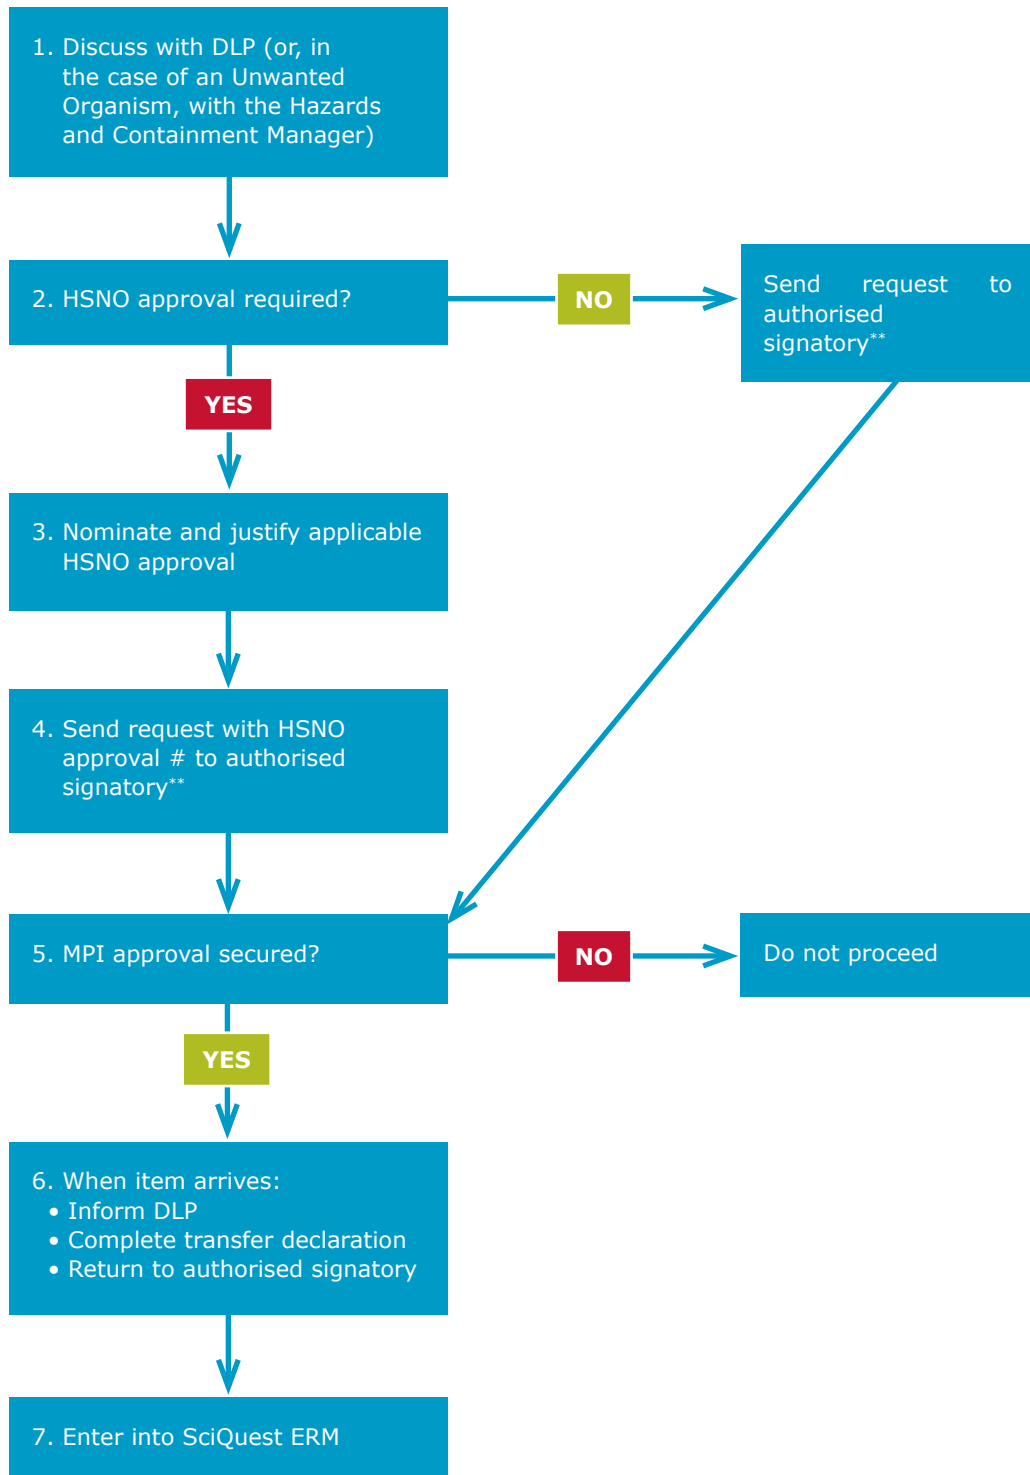 1. Discuss with DLP (or, in
the case of an Unwanted
Organism, with the Hazards
and Containment Manager)
2. HSNO approval required?
NO
Send request to
authorised
signatory**
YES
3. Nominate and justify applicable
HSNO approval
4. Send request with HSNO
approval # to authorised
signatory**
5. MPI approval secured?
NO
Do not proceed
YES
6. When item arrives:
• Inform DLP
• Complete transfer declaration
• Return to authorised signatory
7. Enter into SciQuest ERM